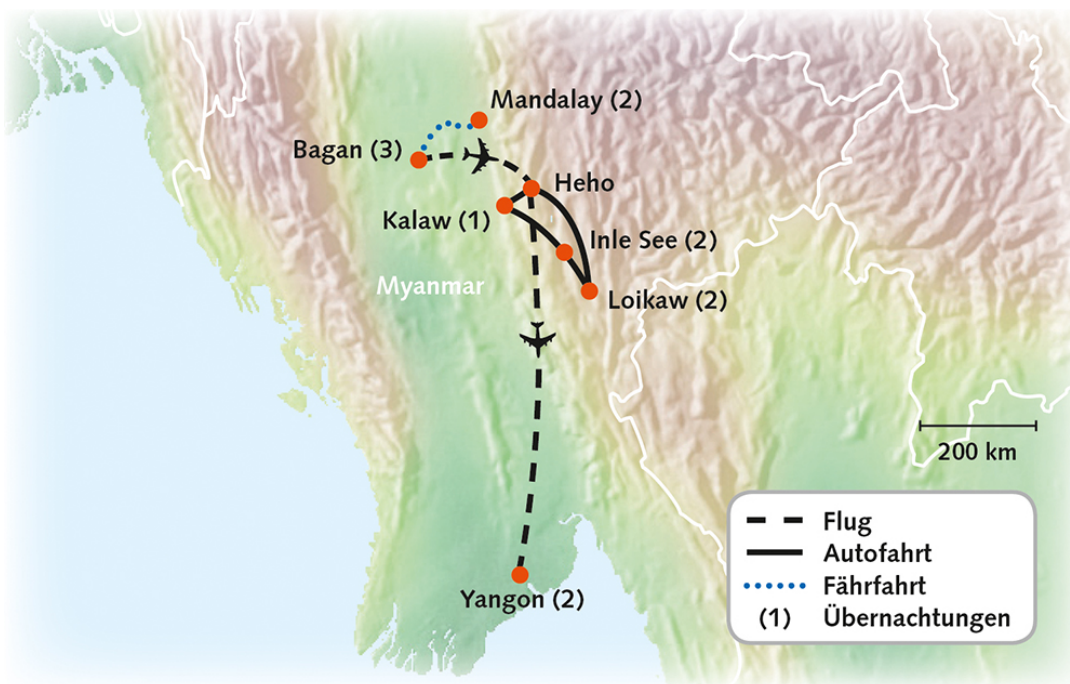 Mandalay (2)
Bagan (3)
Heho
Kalaw (1)
Inle See (2)
Myanmar
Loikaw (2)
200 km
Yangon (2)
Flug
Autofahrt
Fährfahrt
(1) Übernachtungen